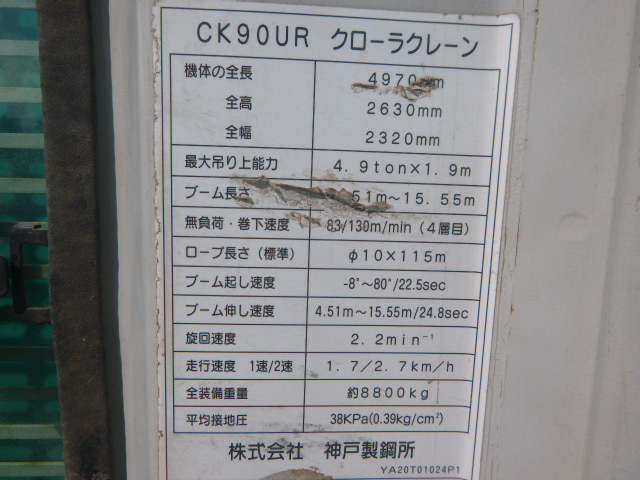 CK90UR クローラクレーン
機体の全長 4970mm
全高 2630mm
全幅 2320mm
最大吊り上能力 4.9ton×1.9m
ブーム長さ 51m～15.55m
無負荷・巻下速度 83/130m/min（4層目）
ロープ長さ（標準） φ10×115m
ブーム起し速度 -8°～80°/22.5sec
ブーム伸し速度 4.51m～15.55m/24.8sec
旋回速度 2.2min⁻¹
走行速度 1速/2速 1.7/2.7km/h
全装備重量 約8800kg
平均接地圧 38KPa(0.39kg/cm²)
株式会社 神戸製鋼所
YA20T01024P1